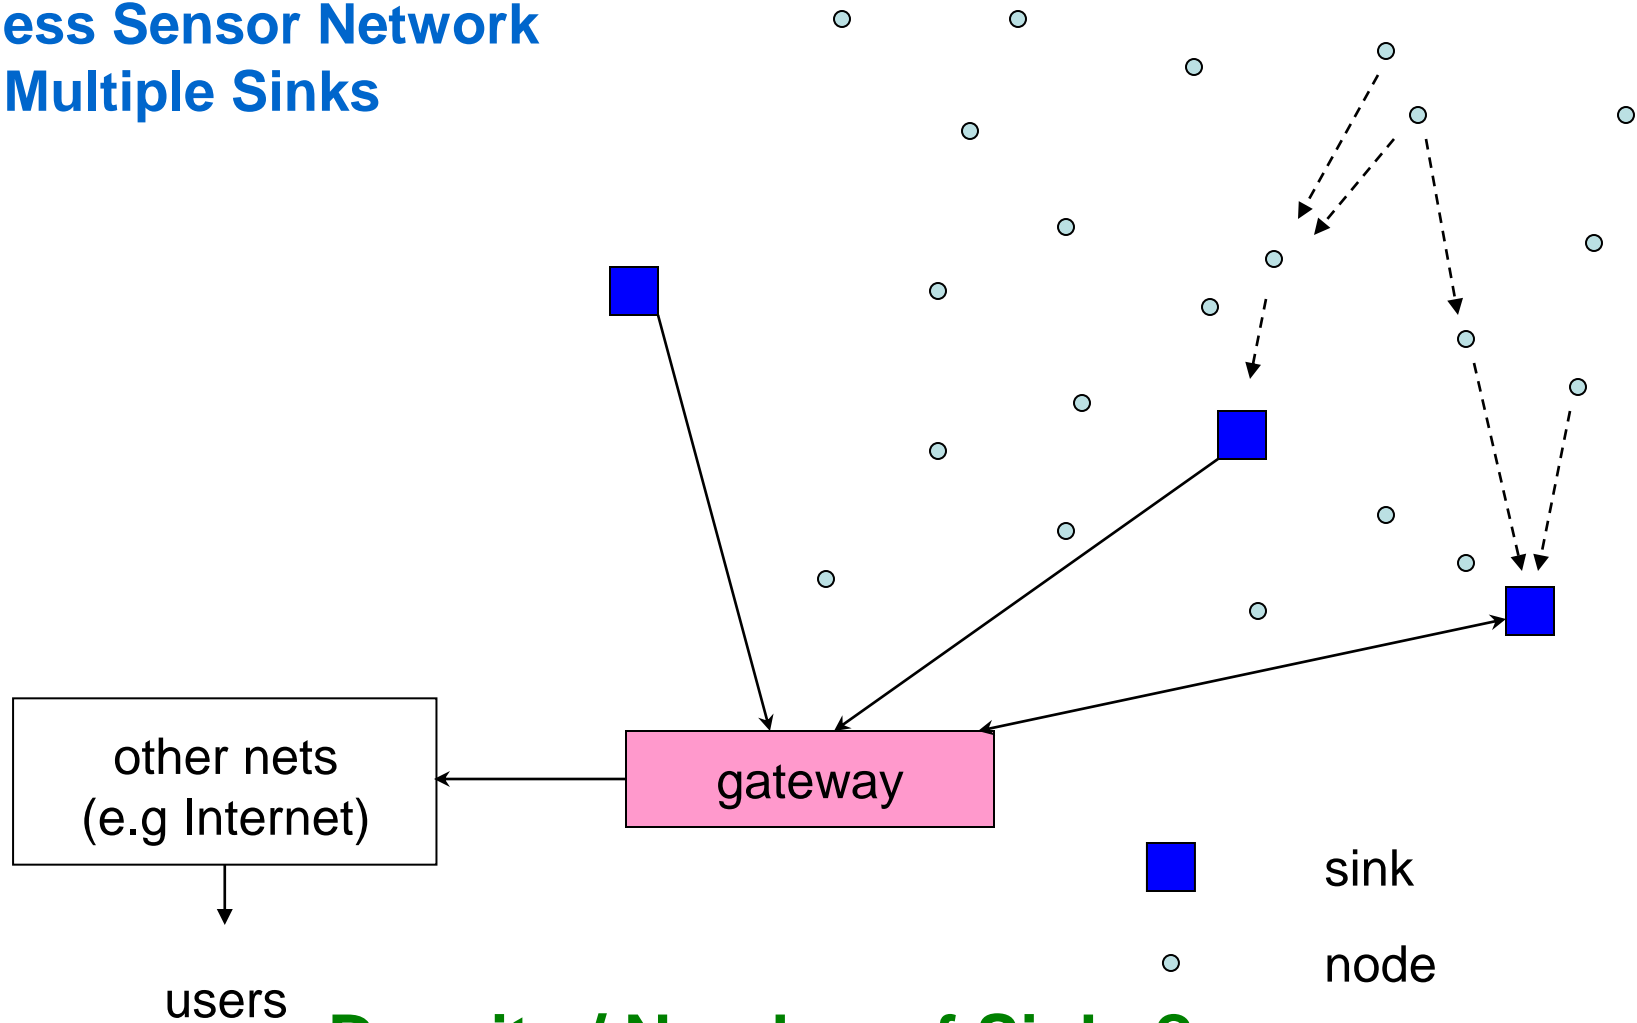 ess Sensor Network
Multiple Sinks
other nets
(e.g Internet)
gateway
sink
node
users